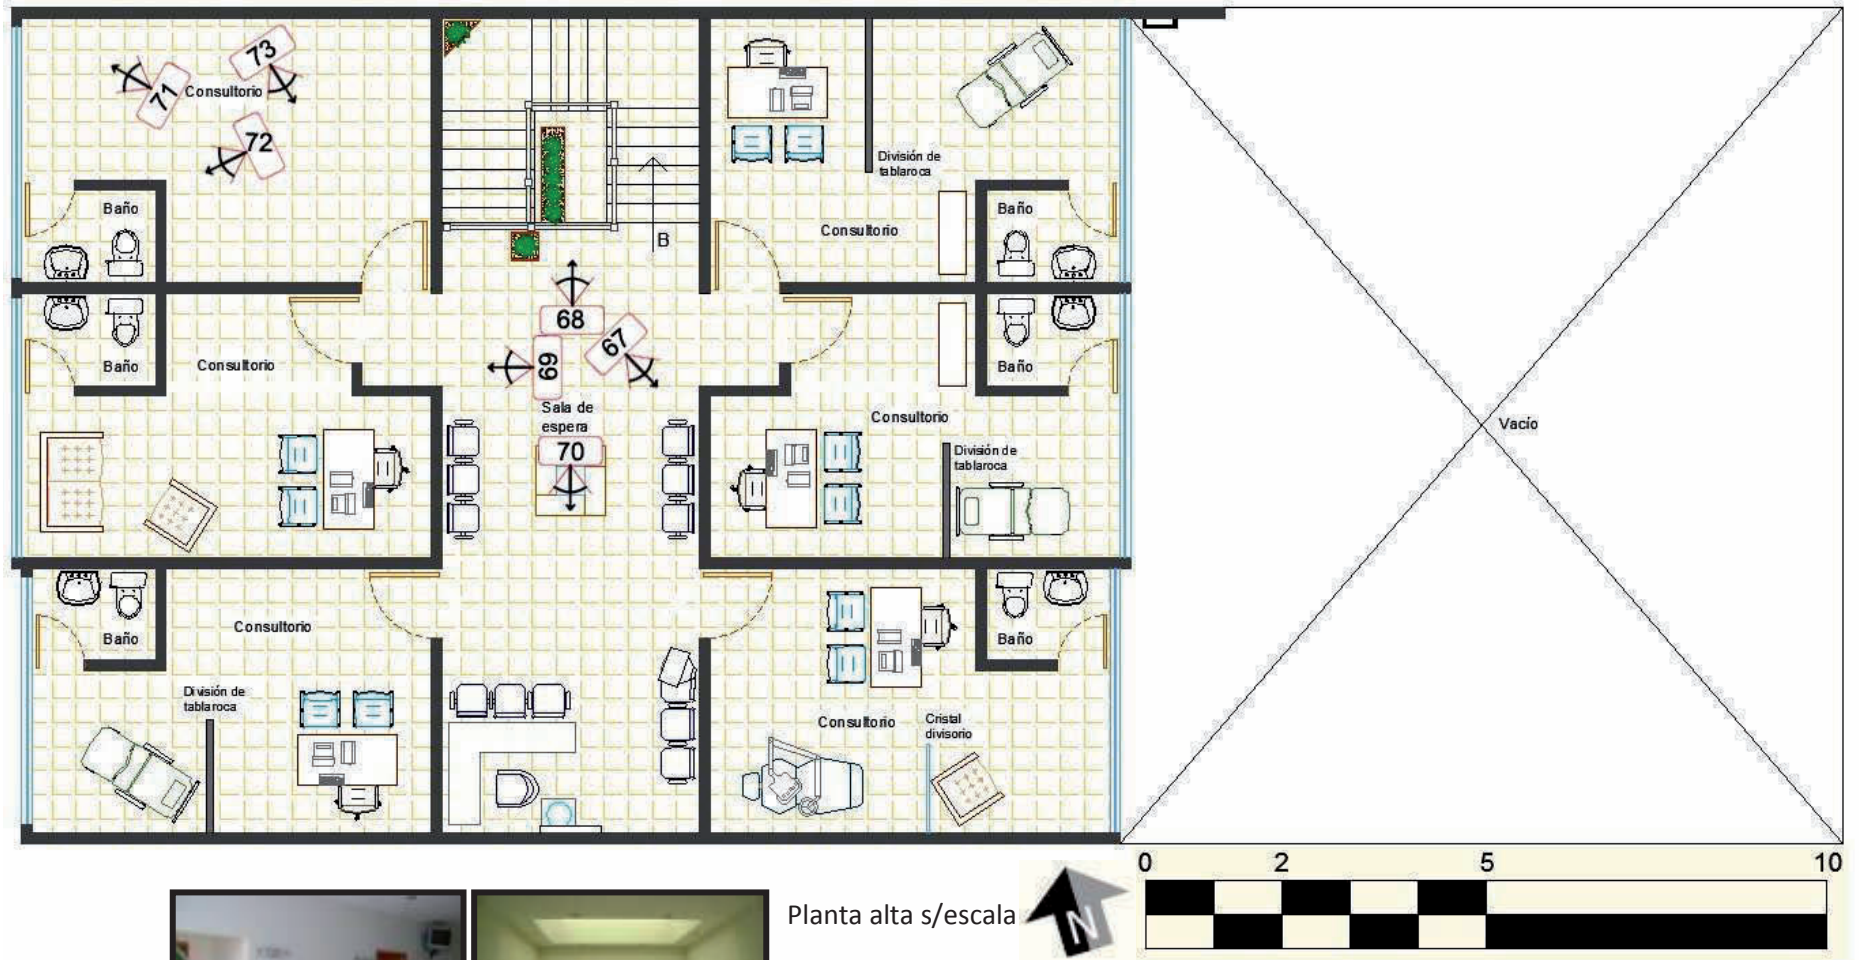 73
71
Consultorio
72
División de
tablaroca
Baño
Baño
Consultorio
B
68
67
69
Baño
Consultorio
Baño
Sala de
espera
Consultorio
70
División de
tablaroca
Vacío
Baño
Consultorio
Baño
División de
tablaroca
Consultorio
Cristal
divisorio
Planta alta s/escala
N
0 2 5 10